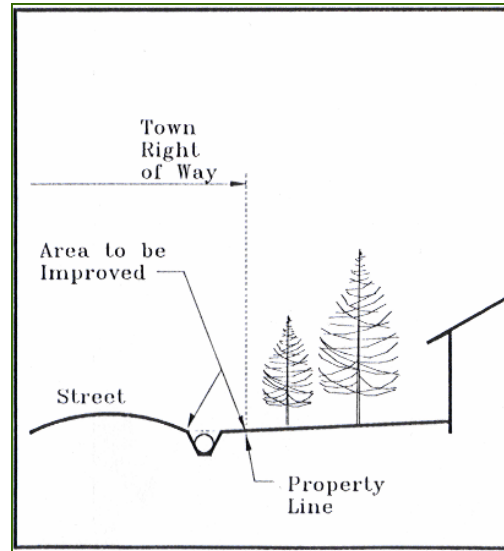 Town
Right
of Way
Area to be
Improved
Street
Property
Line